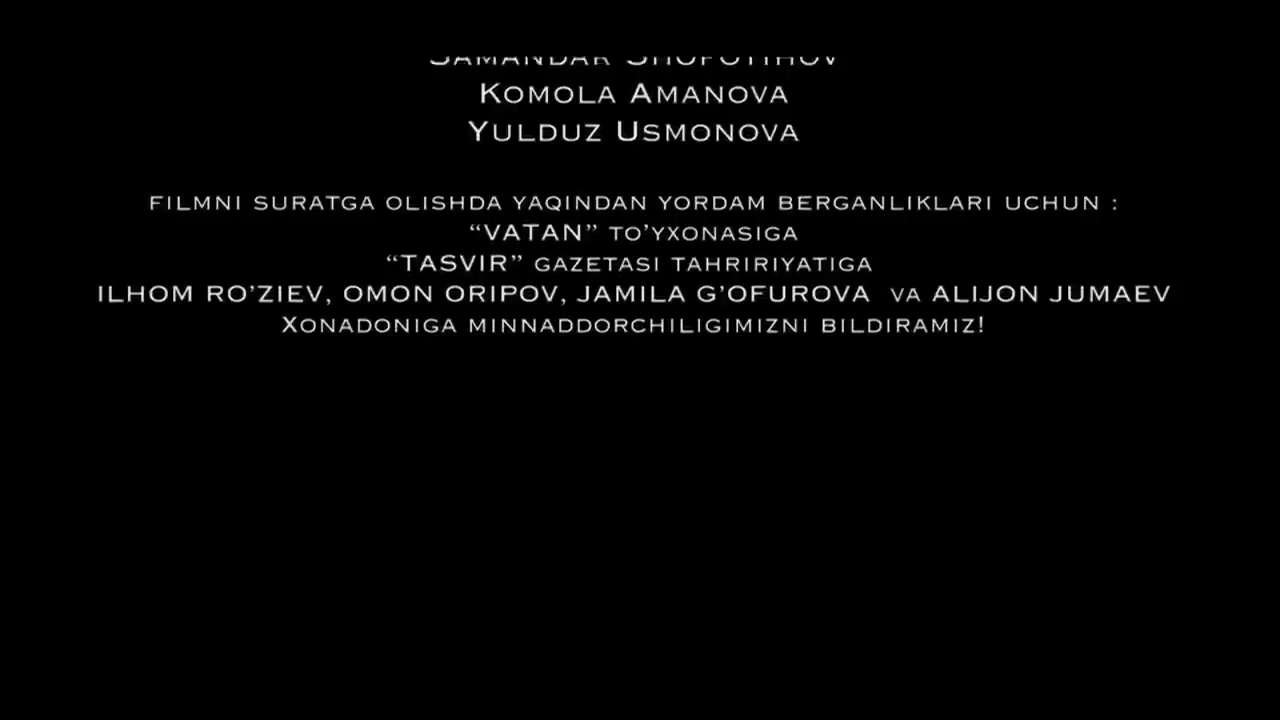 SAMANDAR
KOMOLA AMANOVA
YULDUZ USMONOVA
FILMNI SURATGA OLISHDA YAQINDAN YORDAM BERGANLIKLARI UCHUN :
“VATAN” TO’YXONASIGA
“TASVIR” GAZETASI TAHRIRIYATIGA
ILHOM RO’ZIEV, OMON ORIPOV, JAMILA G’OFUROVA VA ALIJON JUMAEV
XONADONIGA MINNADDORCHILIGIMIZNI BILDIRAMIZ!